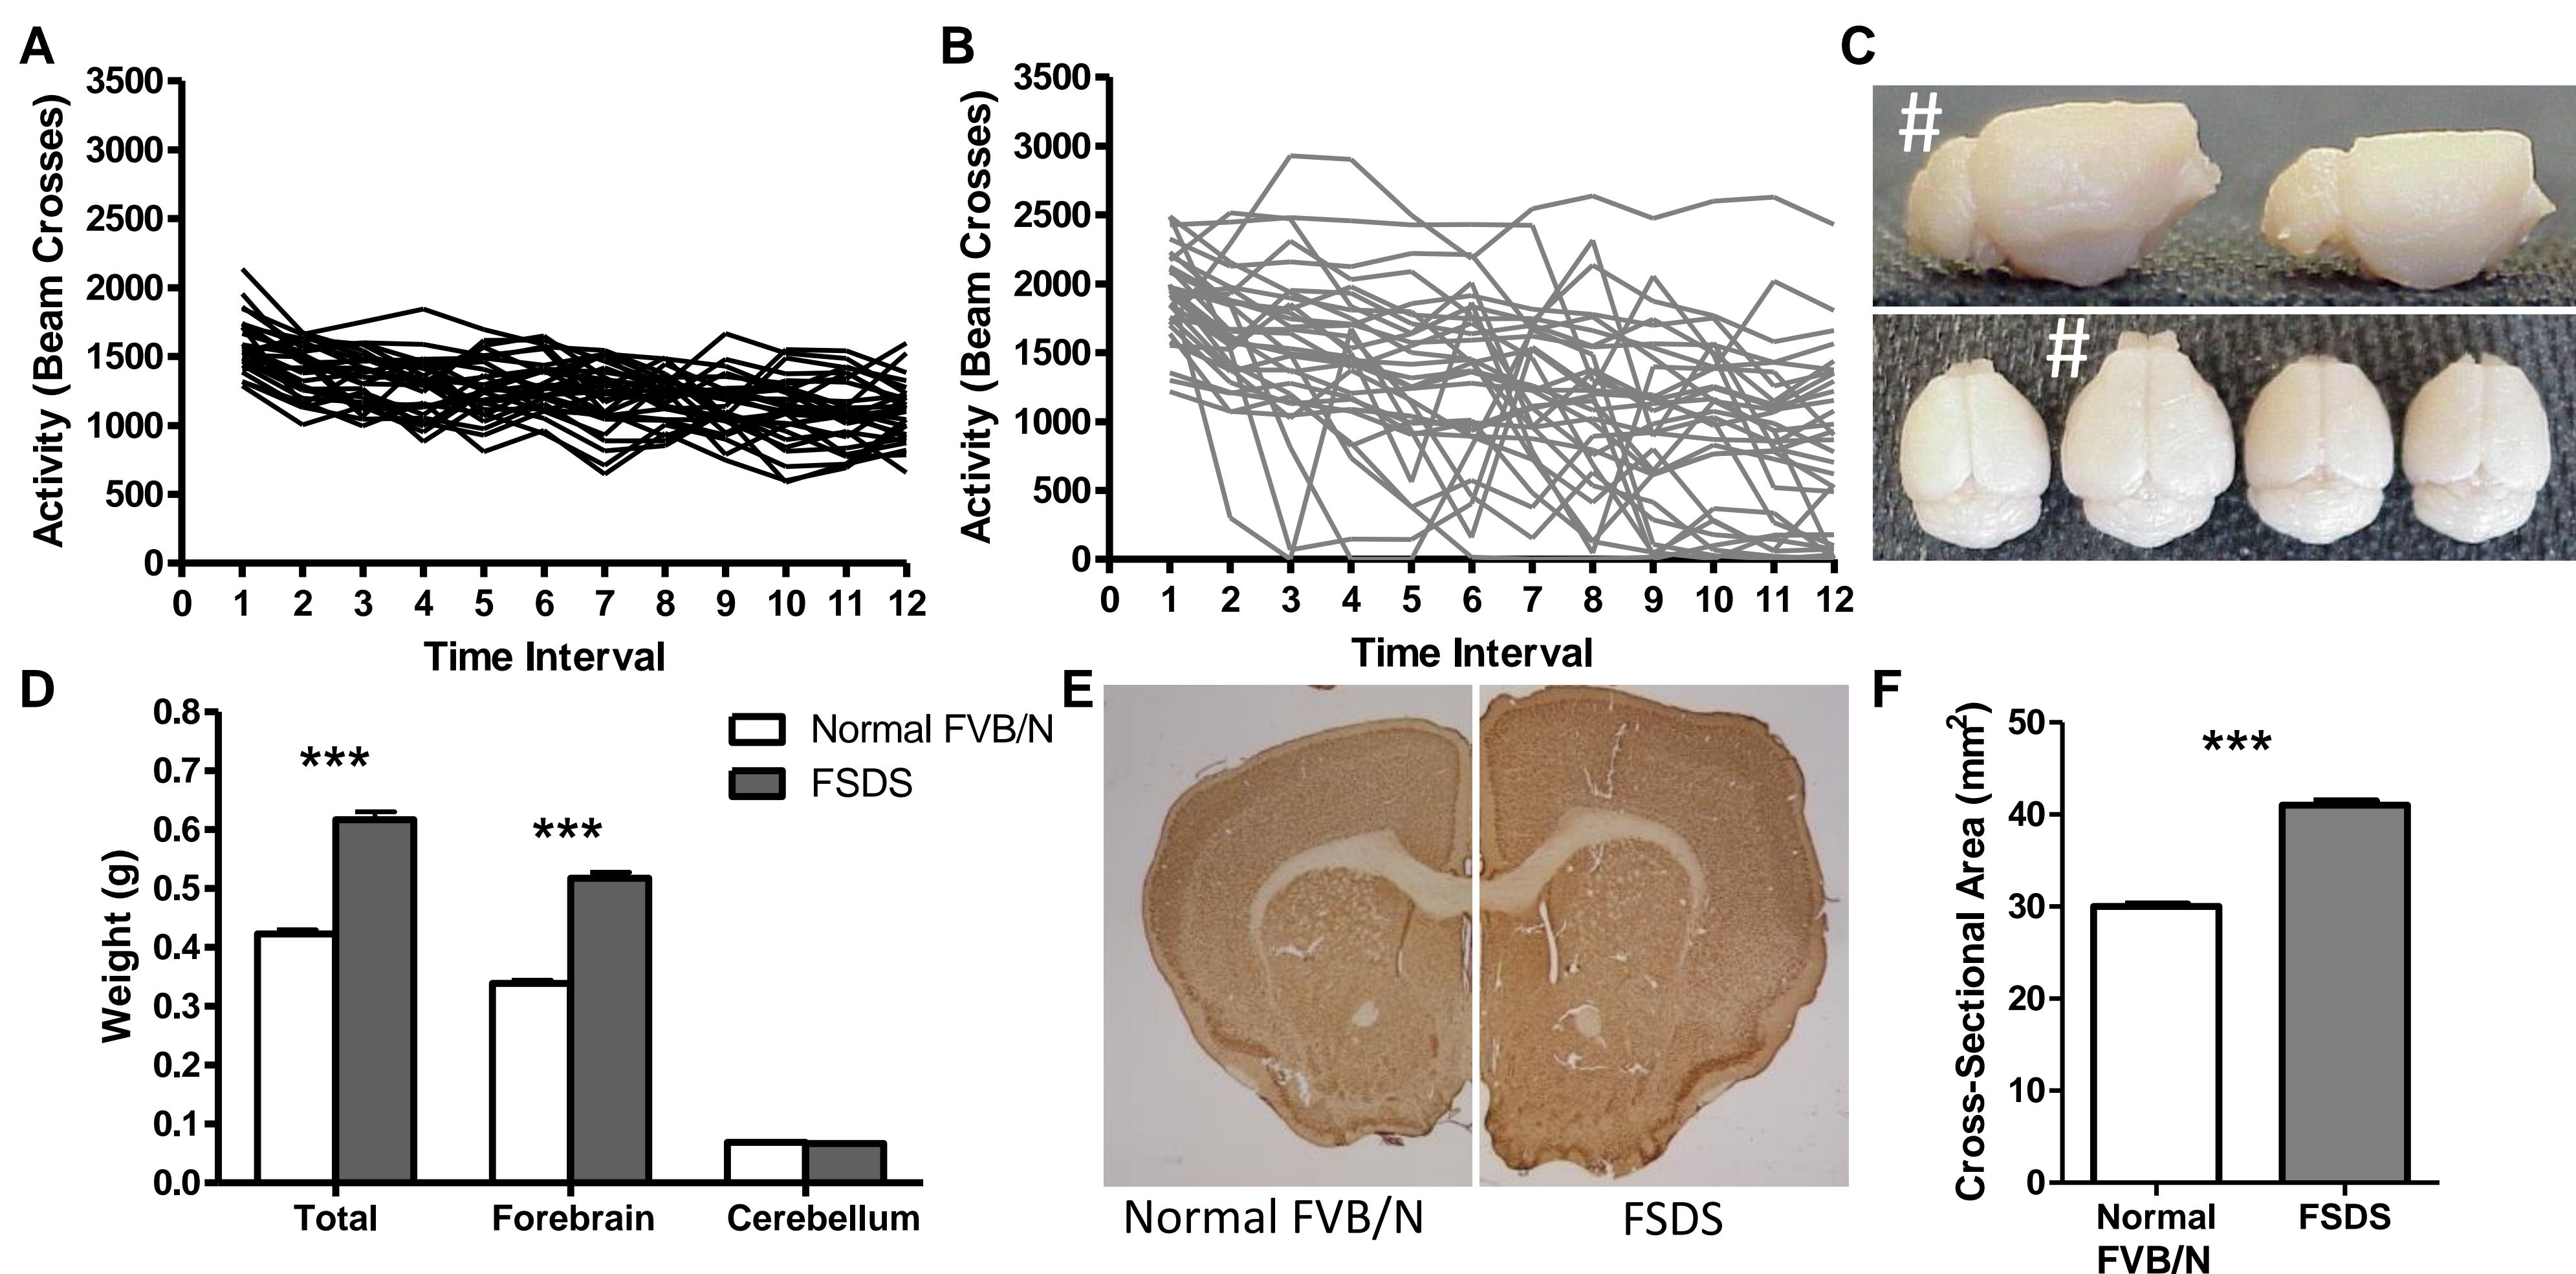 A
Activity (Beam Crosses)
3500
3000
2500
2000
1500
1000
500
0
0 1 2 3 4 5 6 7 8 9 10 11 12
Time Interval
B
Activity (Beam Crosses)
3500
3000
2500
2000
1500
1000
500
0
0 1 2 3 4 5 6 7 8 9 10 11 12
Time Interval
C
#
#
D
Weight (g)
0.8
0.7
0.6
0.5
0.4
0.3
0.2
0.1
0.0
***
***
Normal FVB/N
FSDS
Total Forebrain Cerebellum
E
Normal FVB/N FSDS
F
Cross-Sectional Area (mm²)
50
40
30
20
10
0
***
Normal FSDS
FVB/N